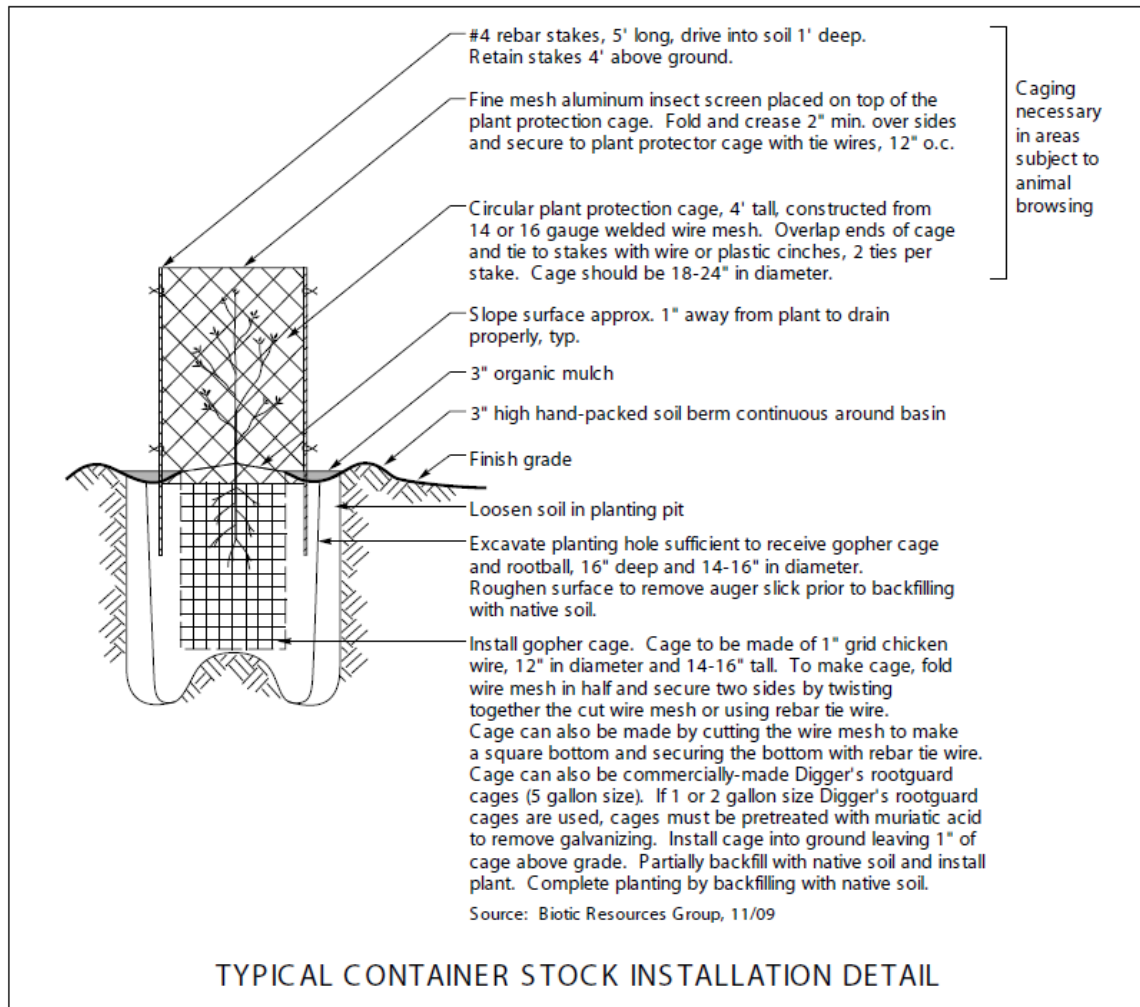 #4 rebar stakes, 5' long, drive into soil 1' deep.
Retain stakes 4' above ground.
Fine mesh aluminum insect screen placed on top of the
plant protection cage. Fold and crease 2" min. over sides
and secure to plant protector cage with tie wires, 12" o.c.
Circular plant protection cage, 4' tall, constructed from
14 or 16 gauge welded wire mesh. Overlap ends of cage
and tie to stakes with wire or plastic cinches, 2 ties per
stake. Cage should be 18-24" in diameter.
Caging
necessary
in areas
subject to
animal
browsing
Slope surface approx. 1" away from plant to drain
properly, typ.
3" organic mulch
3" high hand-packed soil berm continuous around basin
Finish grade
Loosen soil in planting pit
Excavate planting hole sufficient to receive gopher cage
and rootball, 16" deep and 14-16" in diameter.
Roughen surface to remove auger slick prior to backfilling
with native soil.
Install gopher cage. Cage to be made of 1" grid chicken
wire, 12" in diameter and 14-16" tall. To make cage, fold
wire mesh in half and secure two sides by twisting
together the cut wire mesh or using rebar tie wire.
Cage can also be made by cutting the wire mesh to make
a square bottom and securing the bottom with rebar tie wire.
Cage can also be commercially-made Digger's rootguard
cages (5 gallon size). If 1 or 2 gallon size Digger's rootguard
cages are used, cages must be pretreated with muriatic acid
to remove galvanizing. Install cage into ground leaving 1" of
cage above grade. Partially backfill with native soil and install
plant. Complete planting by backfilling with native soil.
Source: Biotic Resources Group, 11/09
TYPICAL CONTAINER STOCK INSTALLATION DETAIL